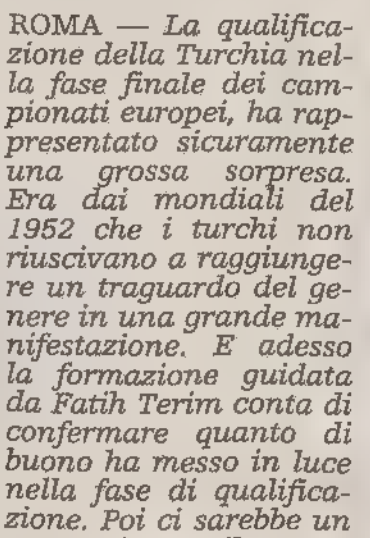 ROMA — La qualifica-
zione della Turchia nel-
la fase finale dei cam-
pionati europei, ha rap-
presentato sicuramente
una grossa sorpresa.
Era dai mondiali del
1952 che i turchi non
riuscivano a raggiunge-
re un traguardo del ge-
nere in una grande ma-
nifestazione. E adesso
la formazione guidata
da Fatih Terim conta di
confermare quanto di
buono ha messo in luce
nella fase di qualifica-
zione. Poi ci sarebbe un